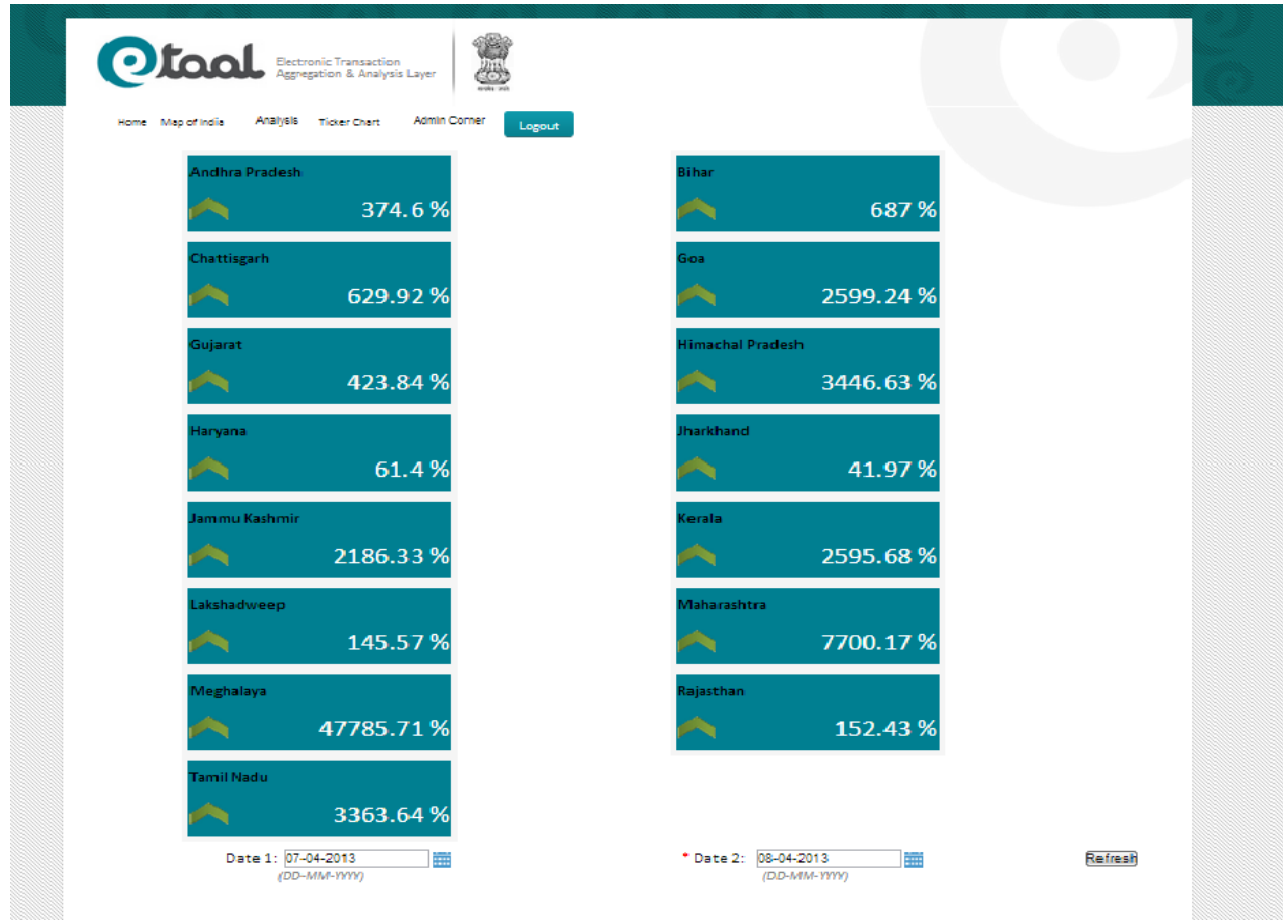 etaal
Electronic Transaction
Aggregation & Analysis Layer
Home Map of India Analysis Ticker Chart Admin Corner Logout
Andhra Pradesh
374.6 %
Bihar
687 %
Chattisgarh
629.92 %
Goa
2599.24 %
Gujarat
423.84 %
Himachal Pradesh
3446.63 %
Haryana
61.4 %
Jharkhand
41.97 %
Jammu Kashmir
2186.33 %
Kerala
2595.68 %
Lakshadweep
145.57 %
Maharashtra
7700.17 %
Meghalaya
47785.71 %
Rajasthan
152.43 %
Tamil Nadu
3363.64 %
Date 1: 07-04-2013
(DD-MM-YYYY)
* Date 2: 08-04-2013
(DD-MM-YYYY)
Refresh